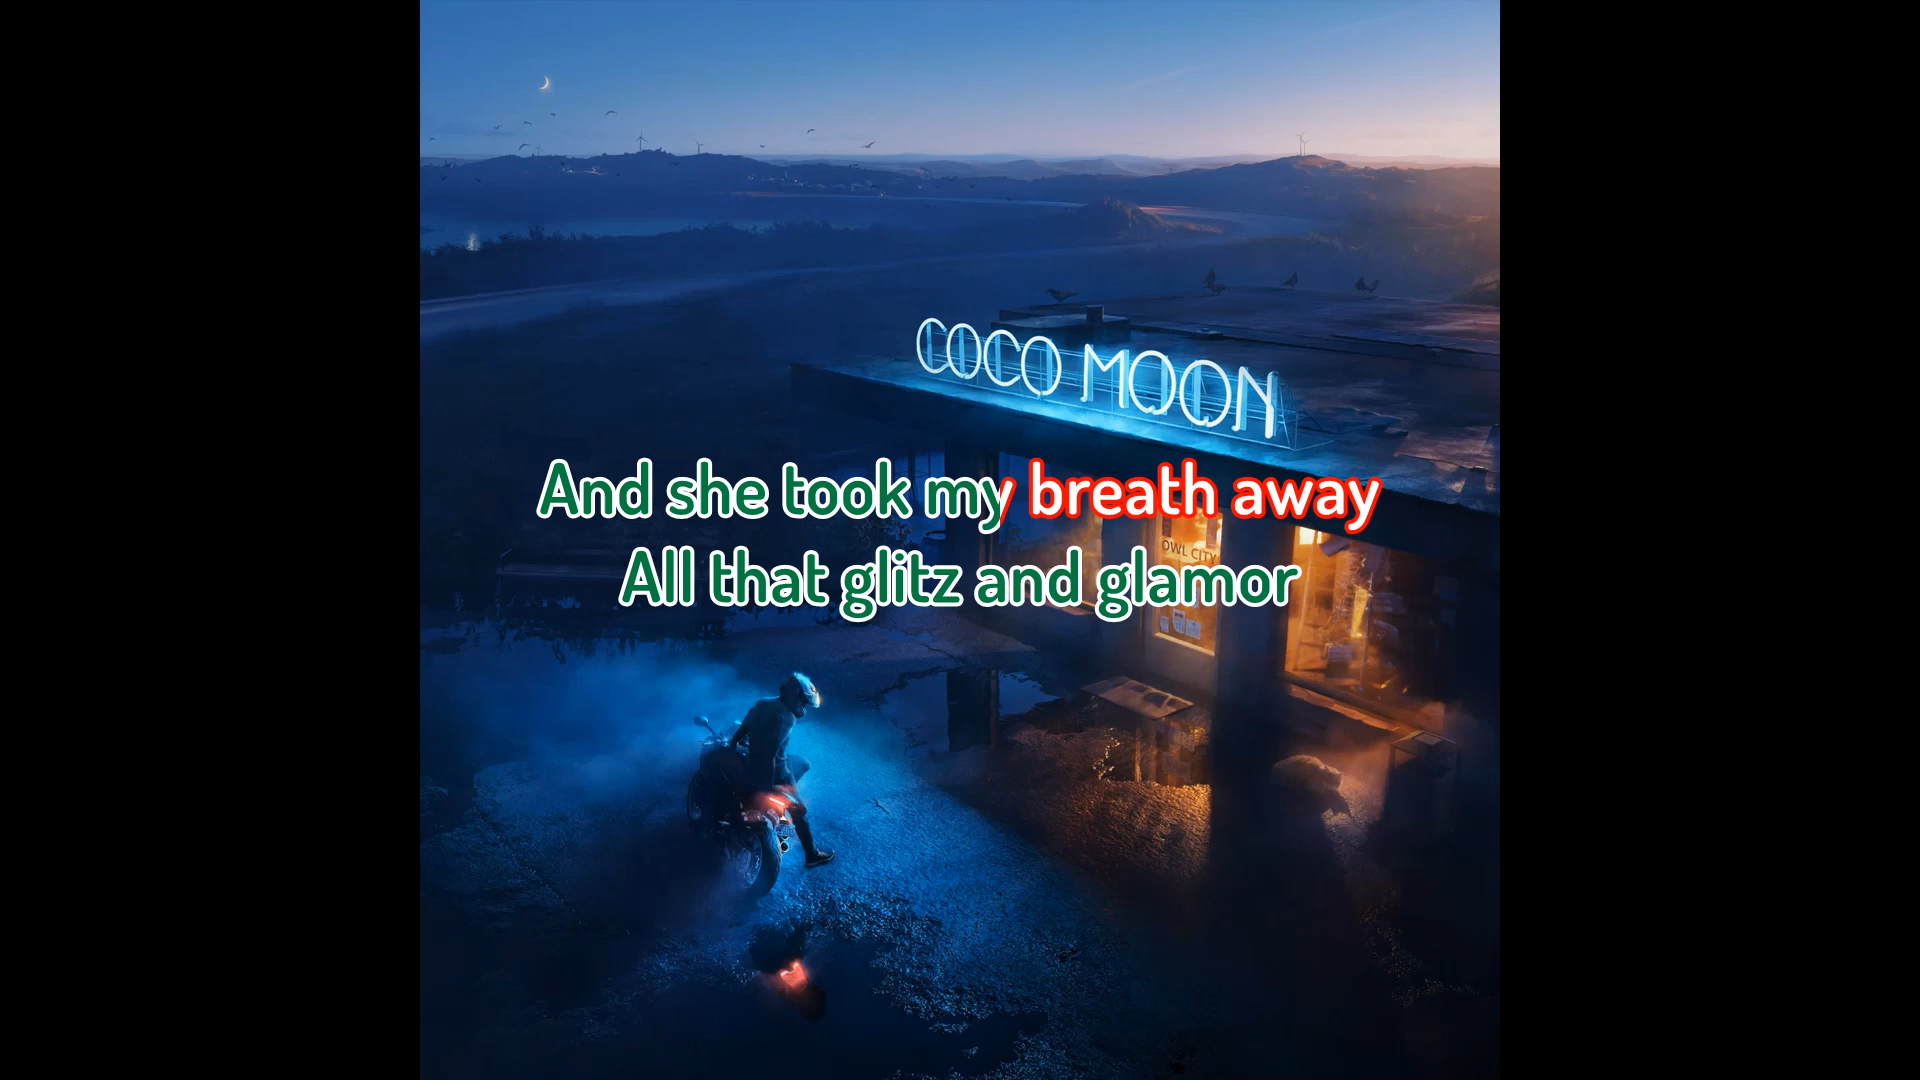 COCO MOON
And she took my breath away
OWL CITY
All that glitz and glamor